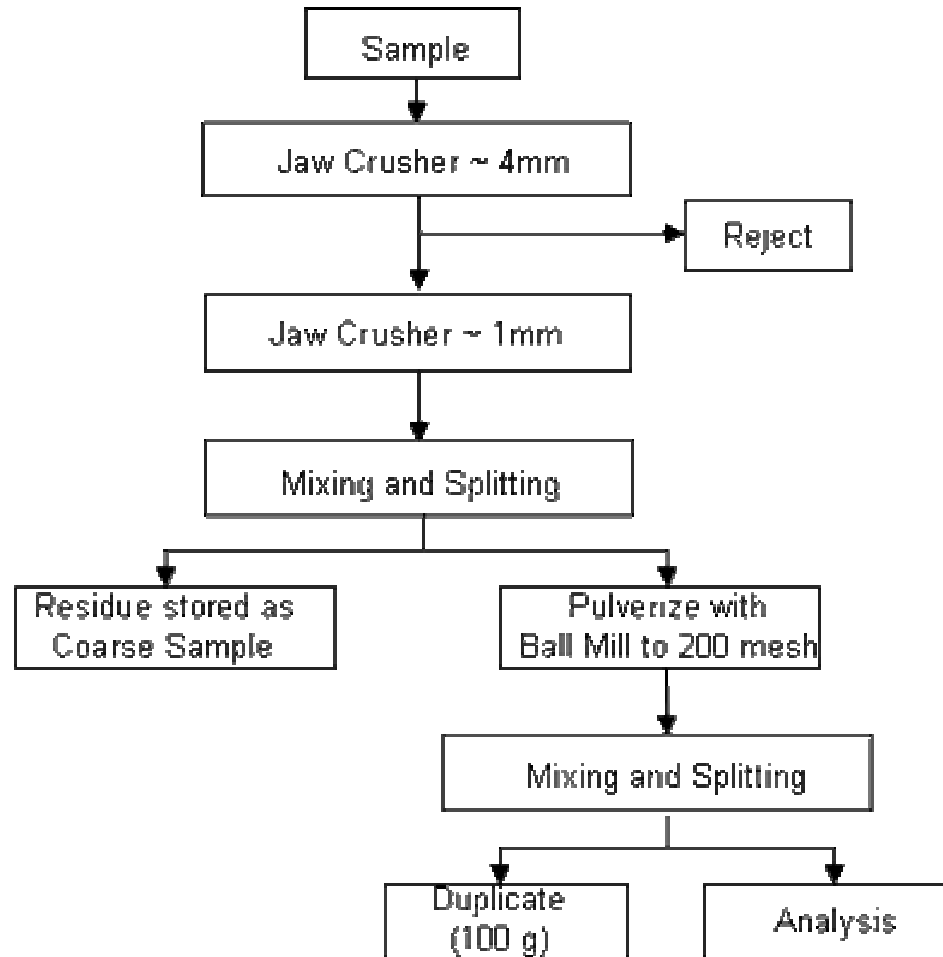 Sample
Jaw Crusher ~ 4mm
Reject
Jaw Crusher ~ 1mm
Mixing and Splitting
Residue stored as
Coarse Sample
Pulverize with
Ball Mill to 200 mesh
Mixing and Splitting
Duplicate
(100 g)
Analysis